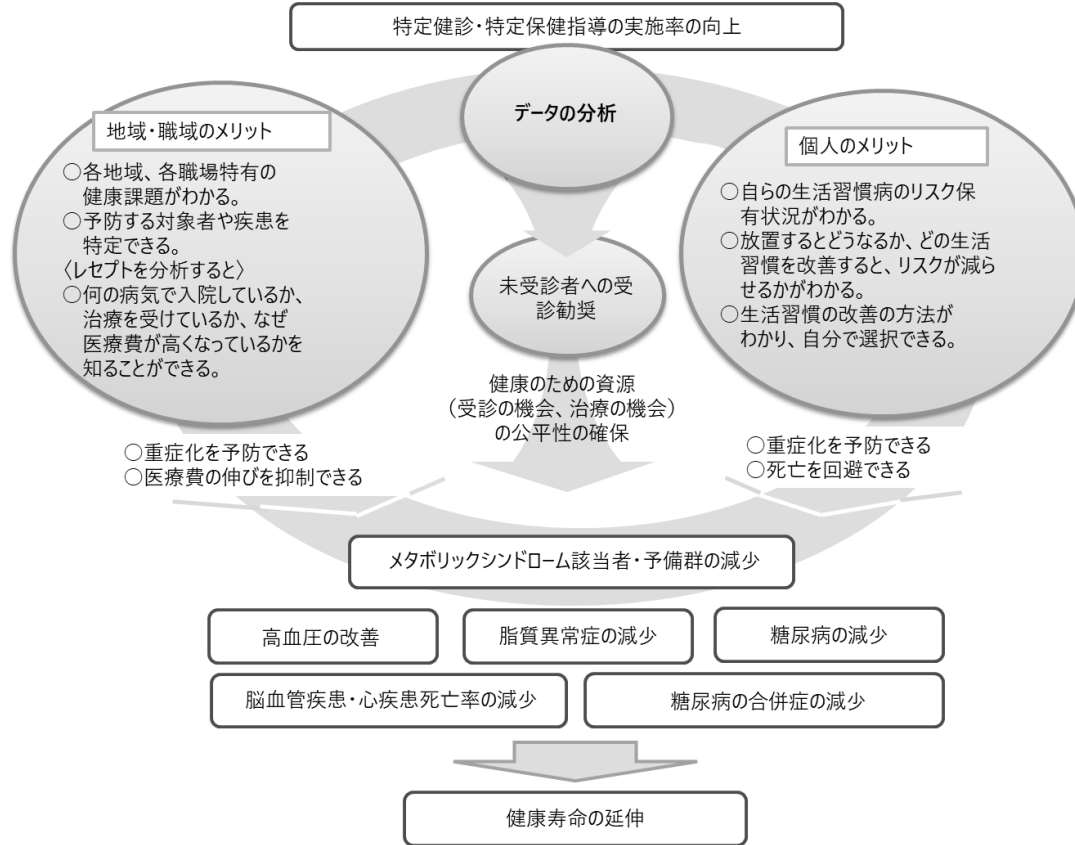 特定健診・特定保健指導の実施率の向上
データの分析
地域・職域のメリット
○各地域、各職場特有の
健康課題がわかる。
○予防する対象者や疾患を
特定できる。
〈レセプトを分析すると〉
○何の病気で入院しているか、
治療を受けているか、なぜ
医療費が高くなっているかを
知ることができる。
○重症化を予防できる
○医療費の伸びを抑制できる
未受診者への受
診勧奨
健康のための資源
（受診の機会、治療の機会）
の公平性の確保
個人のメリット
○自らの生活習慣病のリスク保
有状況がわかる。
○放置するとどうなるか、どの生活
習慣を改善すると、リスクが減ら
せるかがわかる。
○生活習慣の改善の方法が
わかり、自分で選択できる。
○重症化を予防できる
○死亡を回避できる
メタボリックシンドローム該当者・予備群の減少
高血圧の改善
脂質異常症の減少
糖尿病の減少
脳血管疾患・心疾患死亡率の減少
糖尿病の合併症の減少
健康寿命の延伸